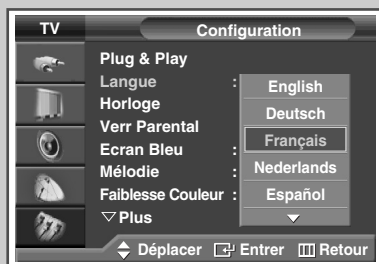 TV Configuration
Plug & Play
Langue :
English
Horloge
Deutsch
Verr Parental
Français
Ecran Bleu :
Nederlands
Mélodie :
Español
Faiblesse Couleur :
▽Plus
Déplacer Entrer Retour